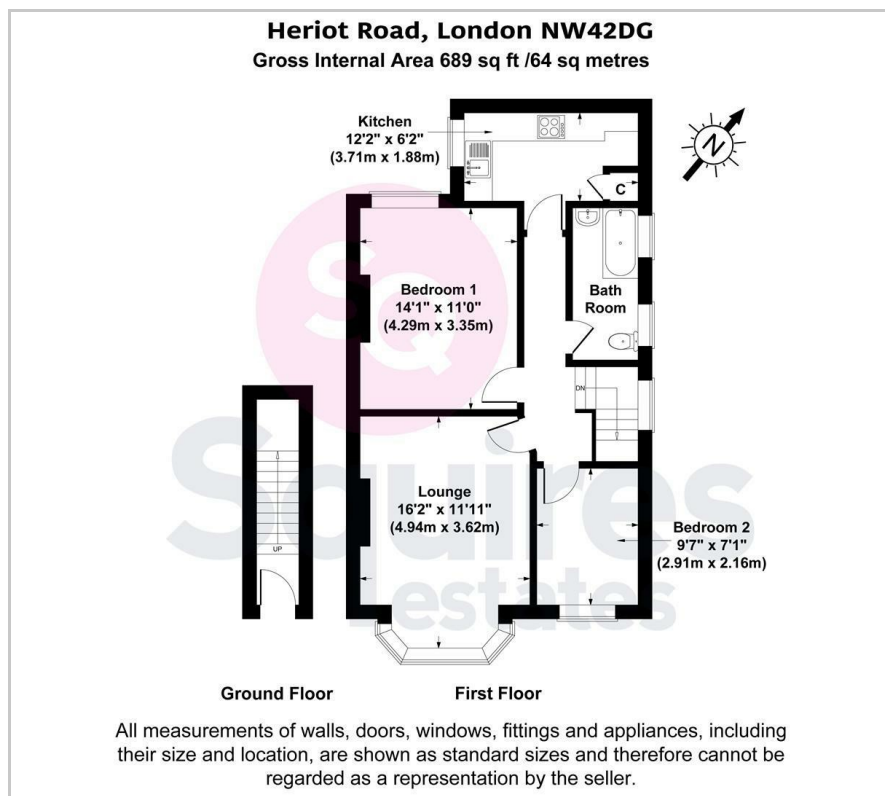 Heriot Road, London NW42DG
Gross Internal Area 689 sq ft /64 sq metres
Kitchen
12'2" x 6'2"
(3.71m x 1.88m)
N
C
Bedroom 1
14'1" x 11'0"
(4.29m x 3.35m)
Bath
Room
DN
SQ
Squires
estates
Lounge
16'2" x 11'11"
(4.94m x 3.62m)
Bedroom 2
9'7" x 7'1"
(2.91m x 2.16m)
UP
Ground Floor
First Floor
All measurements of walls, doors, windows, fittings and appliances, including
their size and location, are shown as standard sizes and therefore cannot be
regarded as a representation by the seller.